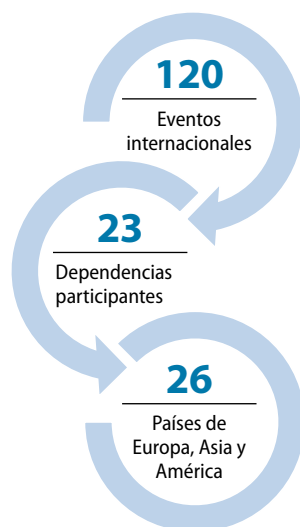 120
Eventos
internacionales
23
Dependencias
participantes
26
Países de
Europa, Asia y
América